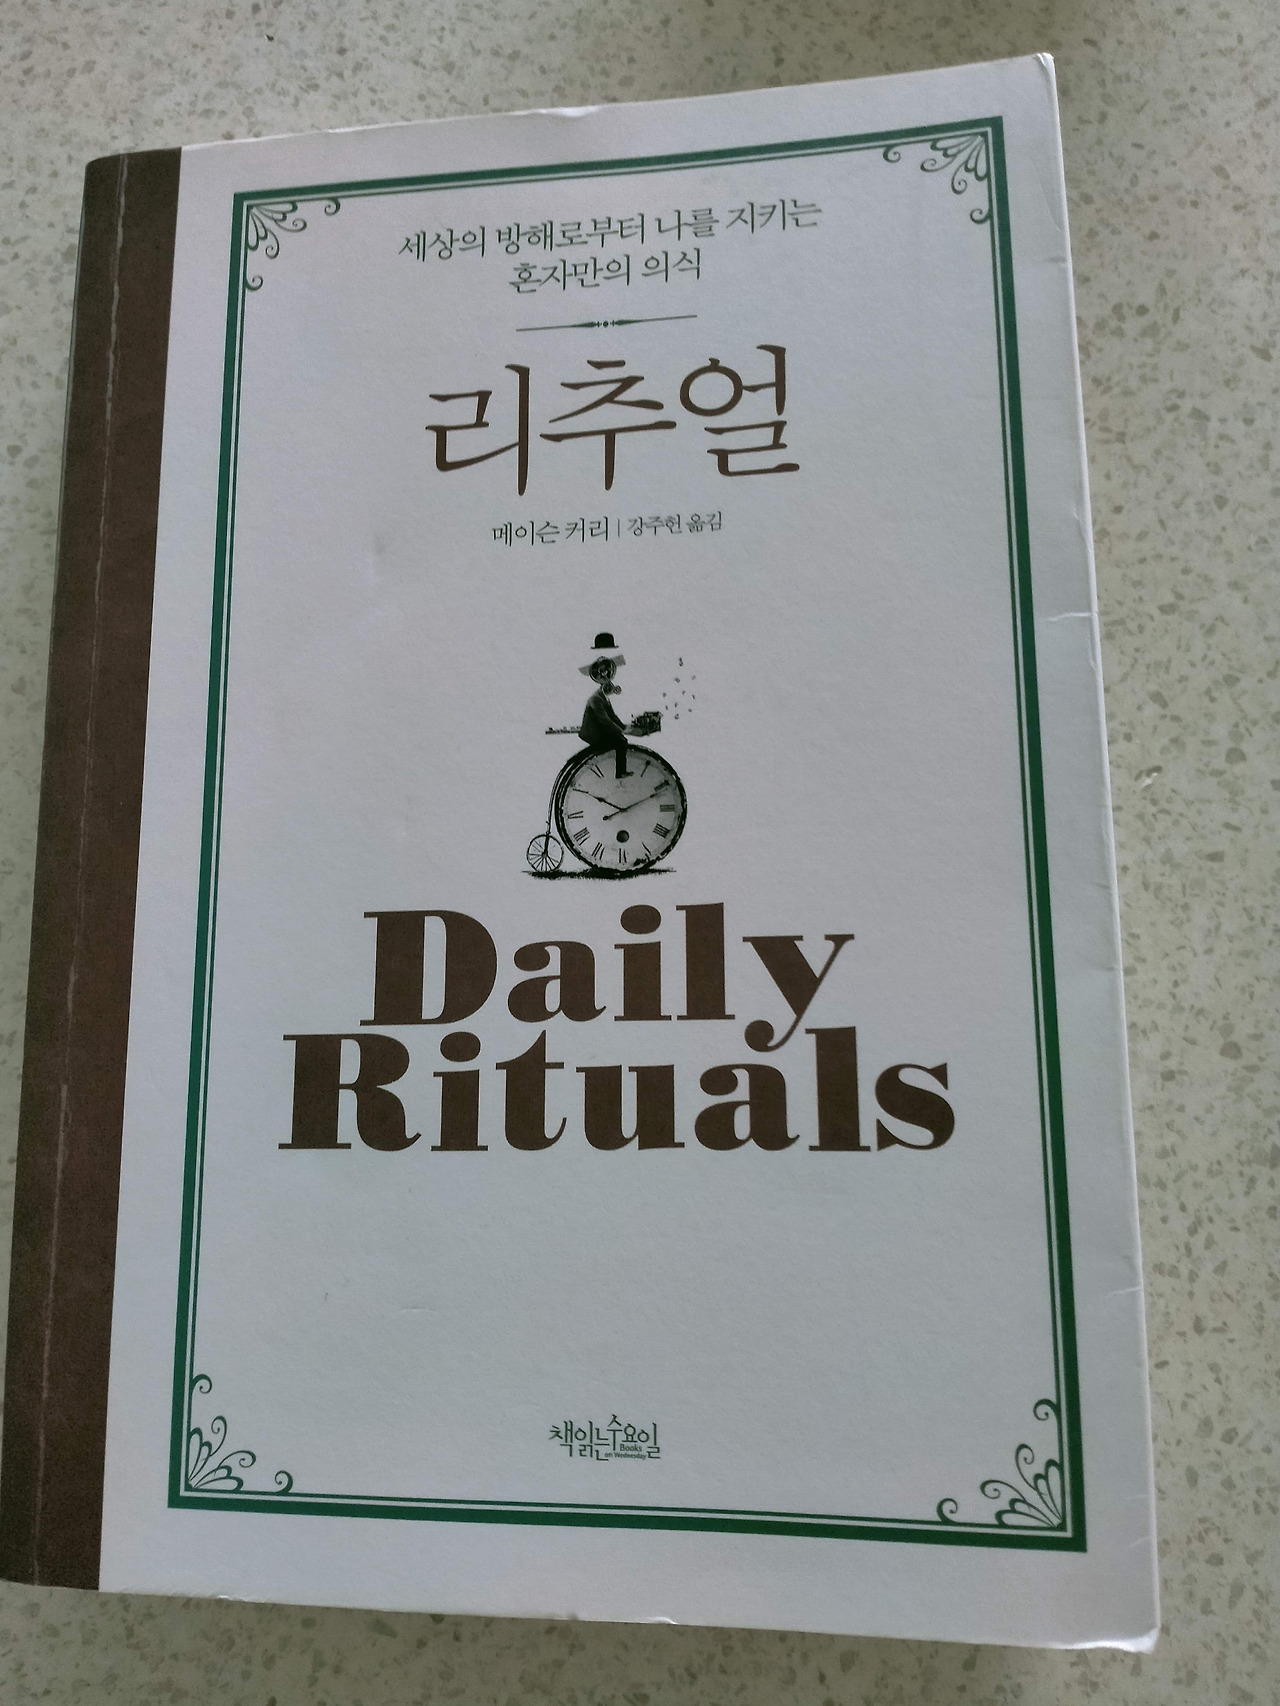 세상의 방해로부터 나를 지키는
혼자만의 의식
리추얼
메이슨 커리 | 강주헌 옮김
Daily
Rituals
책읽는수요일
Books
on Wednesday